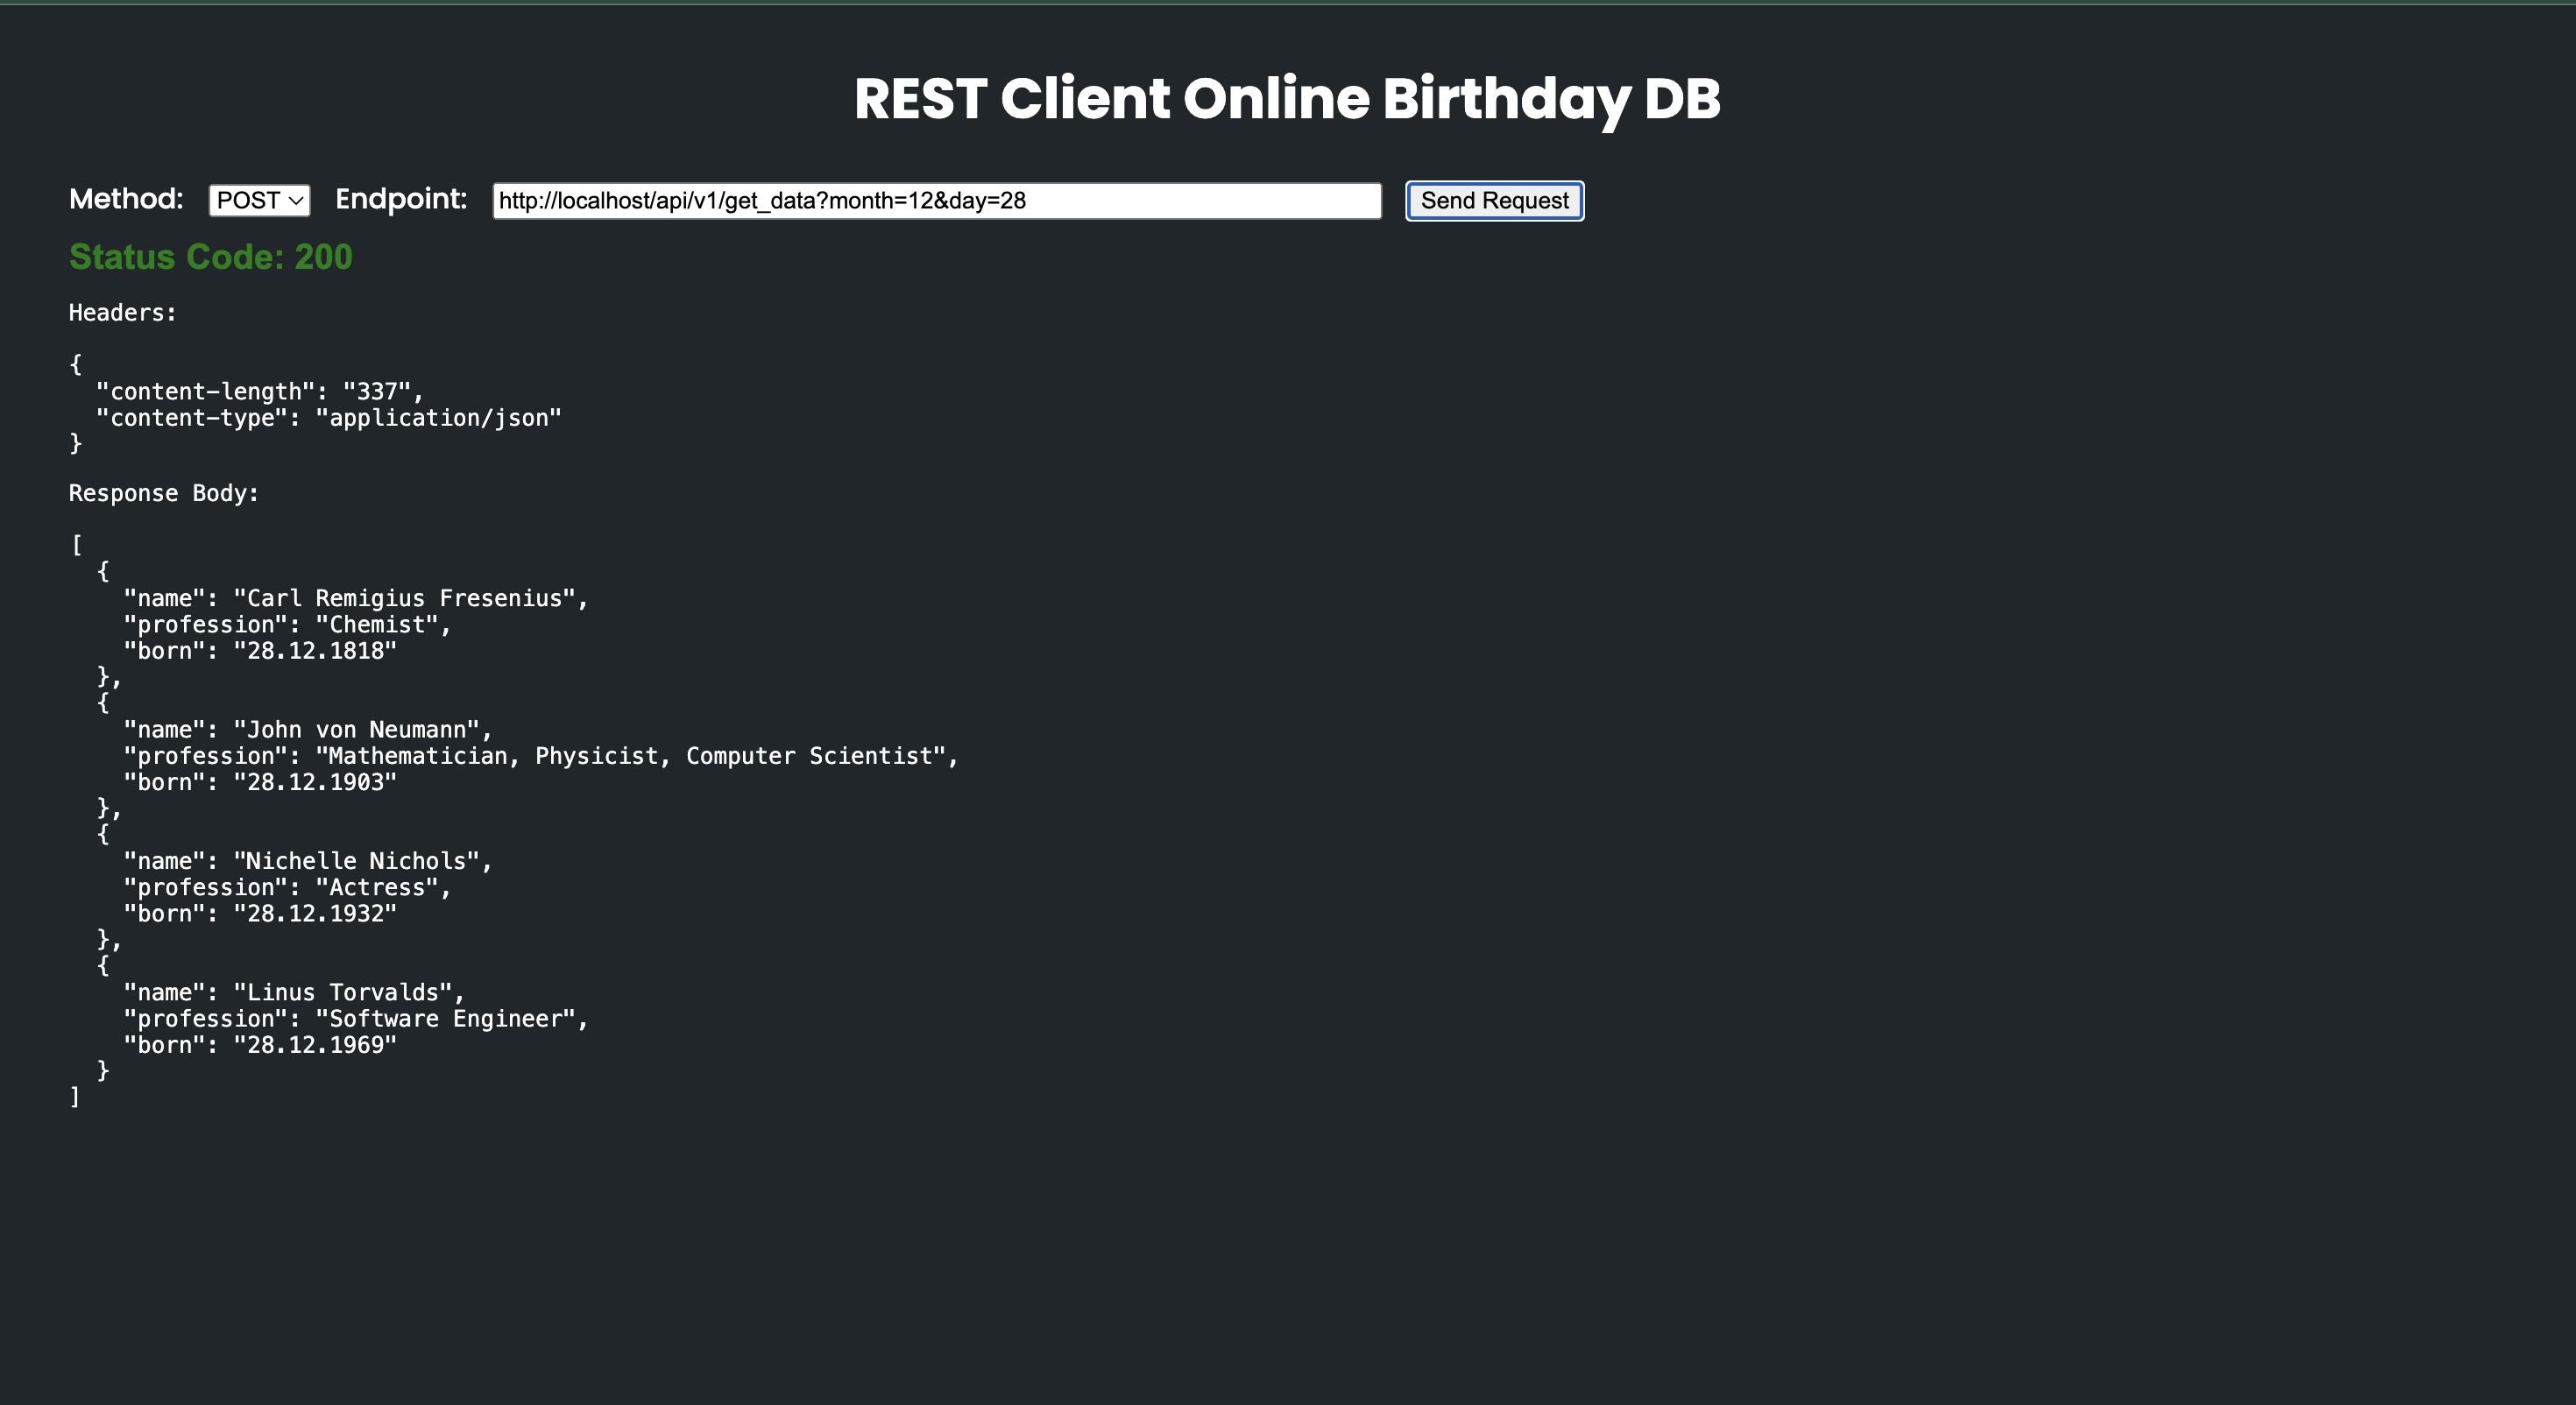 REST Client Online Birthday DB
Method: POST Endpoint: http://localhost/api/v1/get_data?month=12&day=28 Send Request
Status Code: 200
Headers:
{
  "content-length": "337",
  "content-type": "application/json"
}
Response Body:
[
  {
    "name": "Carl Remigius Fresenius",
    "profession": "Chemist",
    "born": "28.12.1818"
  },
  {
    "name": "John von Neumann",
    "profession": "Mathematician, Physicist, Computer Scientist",
    "born": "28.12.1903"
  },
  {
    "name": "Nichelle Nichols",
    "profession": "Actress",
    "born": "28.12.1932"
  },
  {
    "name": "Linus Torvalds",
    "profession": "Software Engineer",
    "born": "28.12.1969"
  }
]